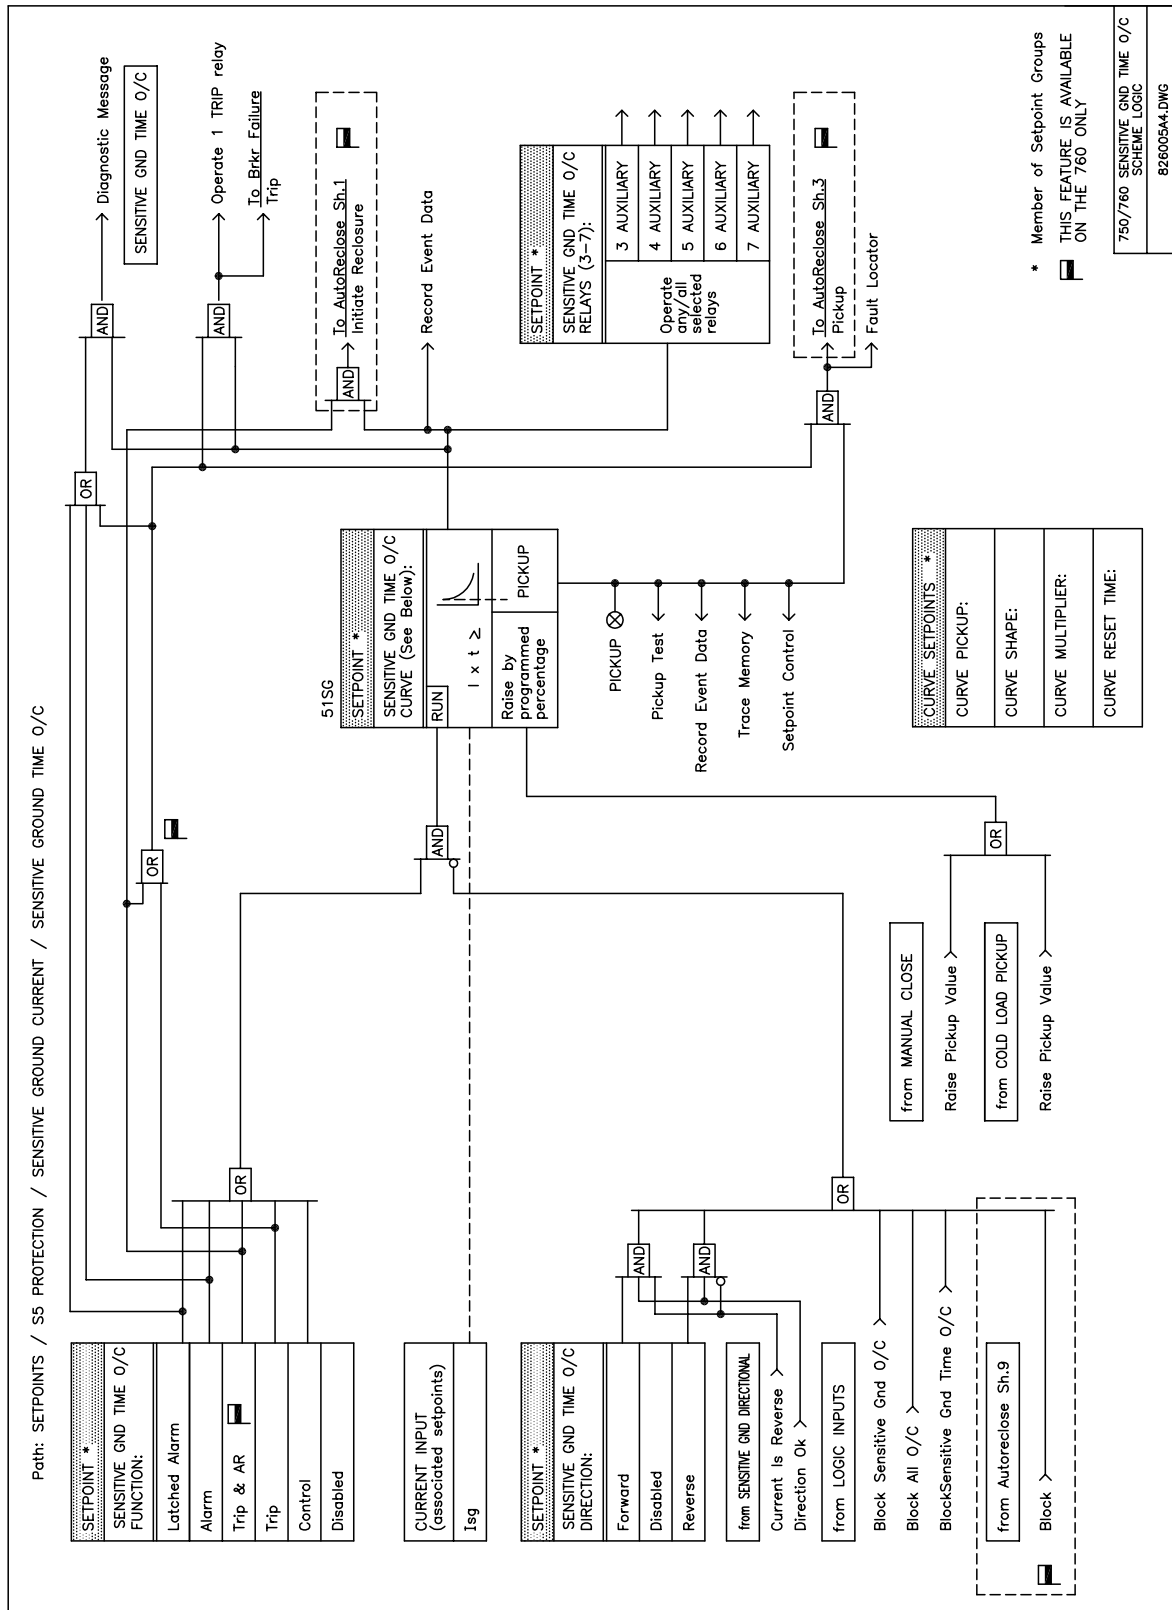 Path: SETPOINTS / S5 PROTECTION / SENSITIVE GROUND CURRENT / SENSITIVE GROUND TIME O/C
SETPOINT *
SENSITIVE GND TIME O/C
FUNCTION:
Latched Alarm
Alarm
Trip & AR
Trip
Control
Disabled
OR
OR
OR
AND
Diagnostic Message
SENSITIVE GND TIME O/C
AND
Operate 1 TRIP relay
To Brkr Failure
Trip
AND
To AutoReclose Sh.1
Initiate Reclosure
Record Event Data
CURRENT INPUT
(associated setpoints)
Isg
AND
51SG
SETPOINT *
SENSITIVE GND TIME O/C
CURVE (See Below):
RUN
I x t ≥
Raise by
programmed
percentage
PICKUP
SETPOINT *
SENSITIVE GND TIME O/C
RELAYS (3-7):
Operate
any/all
selected
relays
3 AUXILIARY
4 AUXILIARY
5 AUXILIARY
6 AUXILIARY
7 AUXILIARY
SETPOINT *
SENSITIVE GND TIME O/C
DIRECTION:
Forward
Disabled
Reverse
AND
AND
OR
from SENSITIVE GND DIRECTIONAL
Current Is Reverse
Direction Ok
from LOGIC INPUTS
Block Sensitive Gnd O/C
Block All O/C
BlockSensitive Gnd Time O/C
from Autoreclose Sh.9
Block
PICKUP
Pickup Test
Record Event Data
Trace Memory
Setpoint Control
AND
To AutoReclose Sh.3
Pickup
Fault Locator
from MANUAL CLOSE
Raise Pickup Value
from COLD LOAD PICKUP
Raise Pickup Value
OR
CURVE SETPOINTS *
CURVE PICKUP:
CURVE SHAPE:
CURVE MULTIPLIER:
CURVE RESET TIME:
* Member of Setpoint Groups
THIS FEATURE IS AVAILABLE
ON THE 760 ONLY
750/760 SENSITIVE GND TIME O/C
SCHEME LOGIC
826005A4.DWG